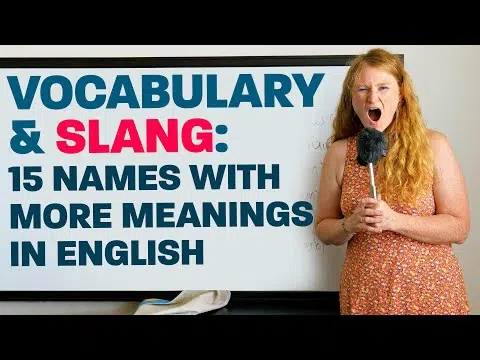 VOCABULARY
& SLANG:
15 NAMES WITH
MORE MEANINGS
IN ENGLISH